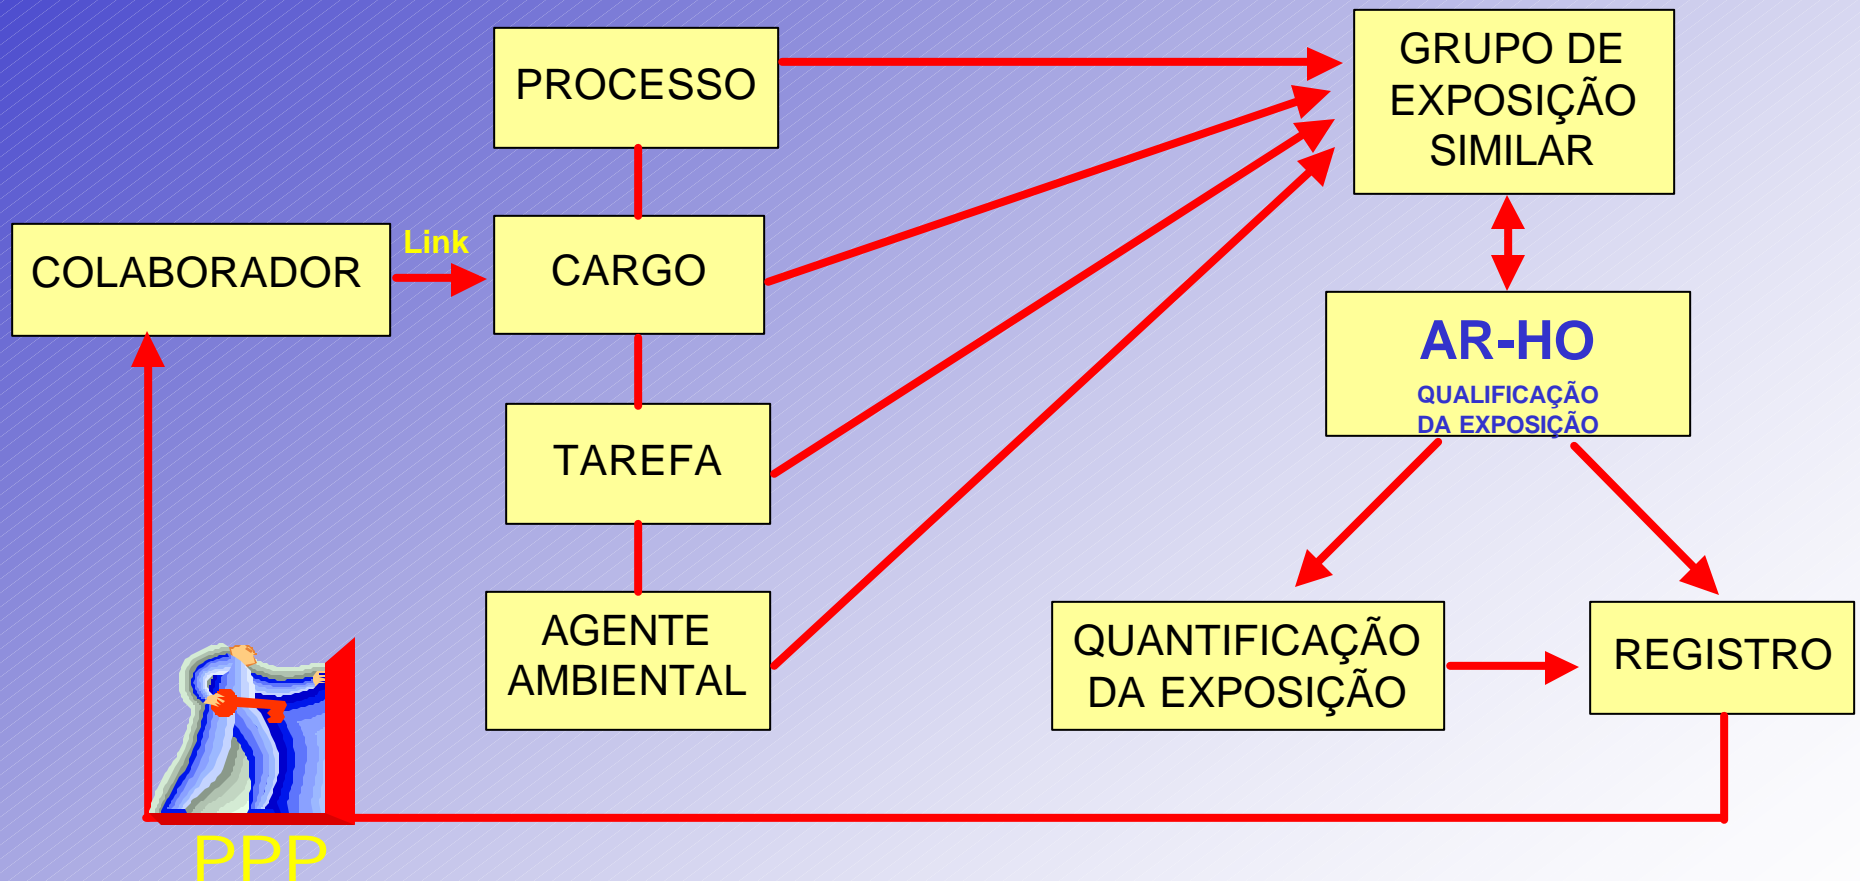 PROCESSO
GRUPO DE
EXPOSIÇÃO
SIMILAR
COLABORADOR
Link
CARGO
AR-HO
QUALIFICAÇÃO
DA EXPOSIÇÃO
TAREFA
AGENTE
AMBIENTAL
QUANTIFICAÇÃO
DA EXPOSIÇÃO
REGISTRO
PPP